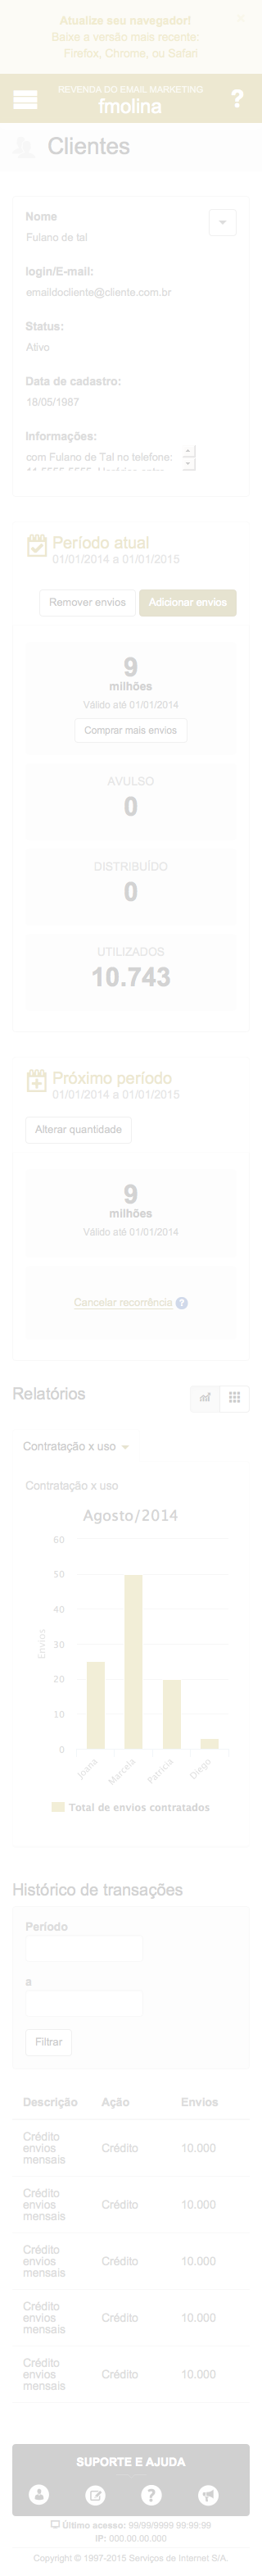 Atualize seu navegador!
×
Baixe a versão mais recente:
Firefox, Chrome, ou Safari
REVENDA DO EMAIL MARKETING
fmolina
?
Clientes
Nome
Fulano de tal
login/E-mail:
emaildocliente@cliente.com.br
Status:
Ativo
Data de cadastro:
18/05/1987
Informações:
com Fulano de Tal no telefone:
Período atual
01/01/2014 a 01/01/2015
Remover envios
Adicionar envios
9
milhões
Válido até 01/01/2014
Comprar mais envios
AVULSO
0
DISTRIBUÍDO
0
UTILIZADOS
10.743
Próximo período
01/01/2014 a 01/01/2015
Alterar quantidade
9
milhões
Válido até 01/01/2014
Cancelar recorrência ?
Relatórios
Contratação x uso
Contratação x uso
Agosto/2014
60
50
40
30
20
10
0
Envios
Joana
Marcela
Patricia
Diego
Total de envios contratados
Histórico de transações
Período
a
Filtrar
Descrição Ação Envios
Crédito envios mensais Crédito 10.000
Crédito envios mensais Crédito 10.000
Crédito envios mensais Crédito 10.000
Crédito envios mensais Crédito 10.000
Crédito envios mensais Crédito 10.000
SUPORTE E AJUDA
?
Último acesso: 99/99/9999 99:99:99
IP: 000.00.00.000
Copyright © 1997-2015 Serviços de Internet S/A.